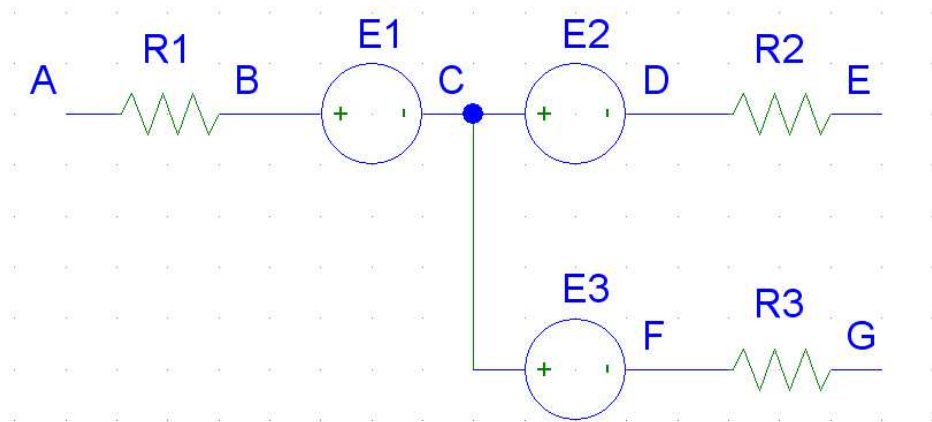 E1 E2
R1 R2
A B C D E
+ - + -
E3
R3
F G
+ -